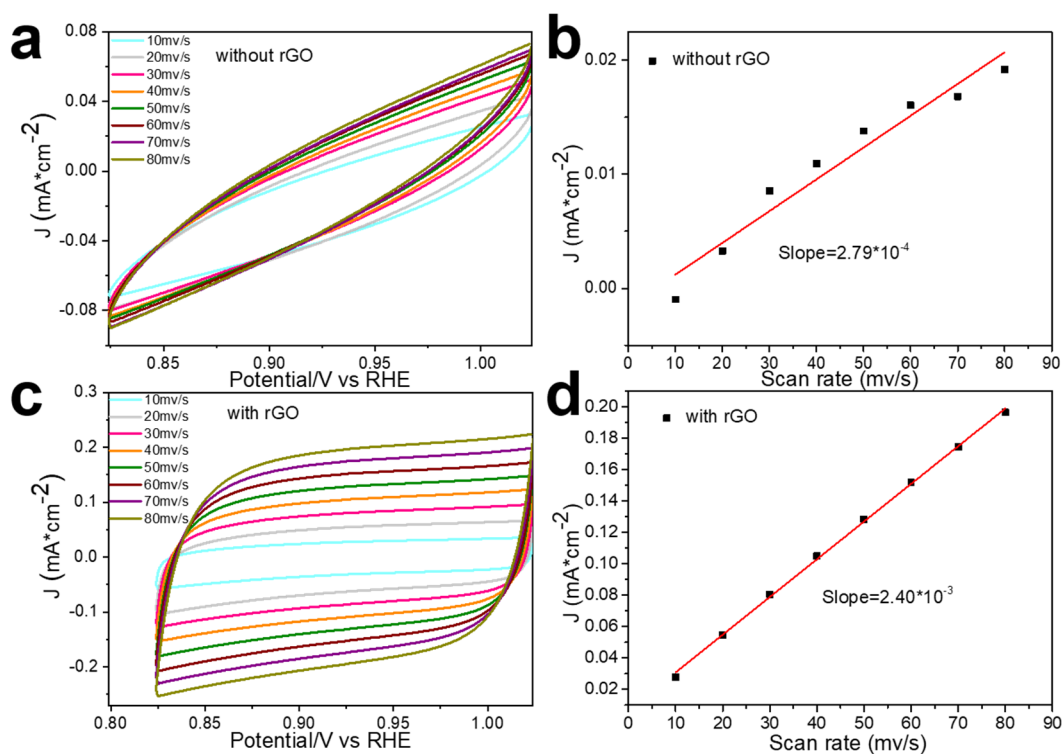 a
without rGO
10mv/s
20mv/s
30mv/s
40mv/s
50mv/s
60mv/s
70mv/s
80mv/s
0.08
0.04
0.00
-0.04
-0.08
J (mA*cm⁻²)
0.85
0.90
0.95
1.00
Potential/V vs RHE
b
without rGO
0.02
0.01
0.00
J (mA*cm⁻²)
Slope=2.79*10⁻⁴
0
10
20
30
40
50
60
70
80
90
Scan rate (mv/s)
c
with rGO
10mv/s
20mv/s
30mv/s
40mv/s
50mv/s
60mv/s
70mv/s
80mv/s
0.3
0.2
0.1
0.0
-0.1
-0.2
J (mA*cm⁻²)
0.80
0.85
0.90
0.95
1.00
Potential/V vs RHE
d
with rGO
0.20
0.18
0.16
0.14
0.12
0.10
0.08
0.06
0.04
0.02
J (mA*cm⁻²)
Slope=2.40*10⁻³
0
10
20
30
40
50
60
70
80
90
Scan rate (mv/s)